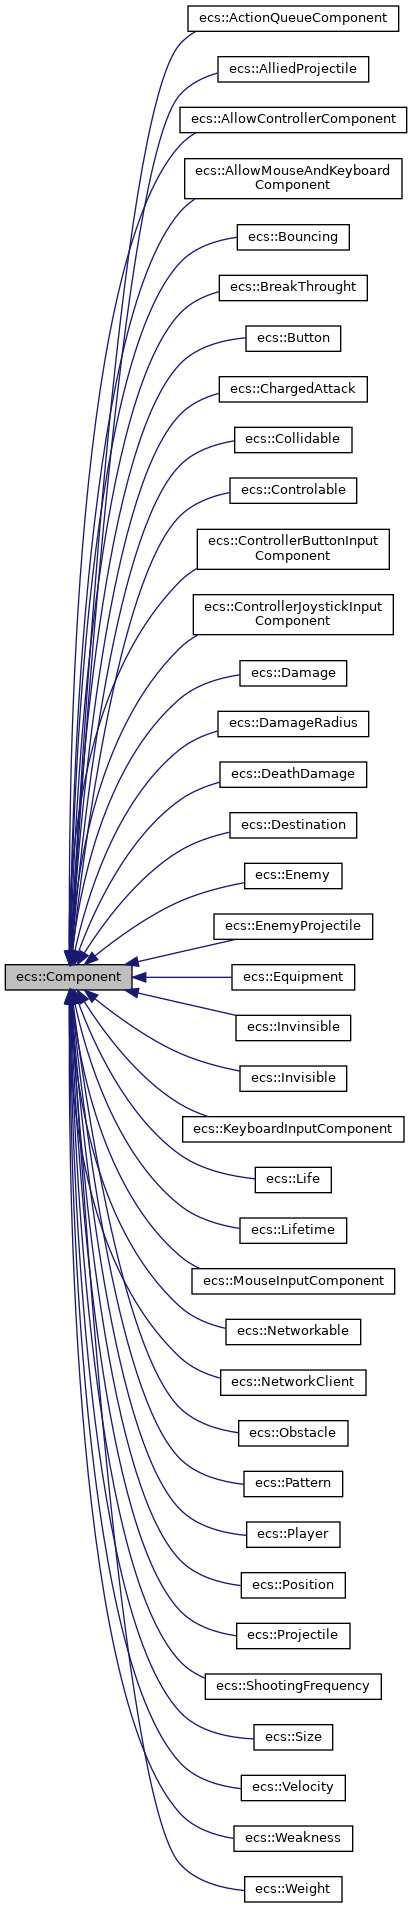 ecs::ActionQueueComponent
ecs::AlliedProjectile
ecs::AllowControllerComponent
ecs::AllowMouseAndKeyboard
Component
ecs::Bouncing
ecs::BreakThrought
ecs::Button
ecs::ChargedAttack
ecs::Collidable
ecs::Controlable
ecs::ControllerButtonInput
Component
ecs::ControllerJoystickInput
Component
ecs::Damage
ecs::DamageRadius
ecs::DeathDamage
ecs::Destination
ecs::Enemy
ecs::EnemyProjectile
ecs::Component
ecs::Equipment
ecs::Invinsible
ecs::Invisible
ecs::KeyboardInputComponent
ecs::Life
ecs::Lifetime
ecs::MouseInputComponent
ecs::Networkable
ecs::NetworkClient
ecs::Obstacle
ecs::Pattern
ecs::Player
ecs::Position
ecs::Projectile
ecs::ShootingFrequency
ecs::Size
ecs::Velocity
ecs::Weakness
ecs::Weight